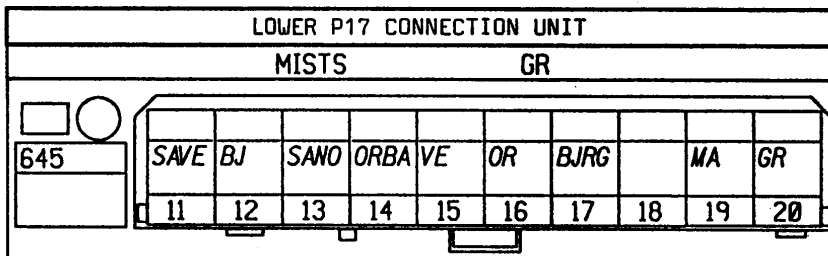 LOWER P17 CONNECTION UNIT
MISTS GR
645
SAVE BJ SANO ORBA VE OR BJRG MA GR
11 12 13 14 15 16 17 18 19 20